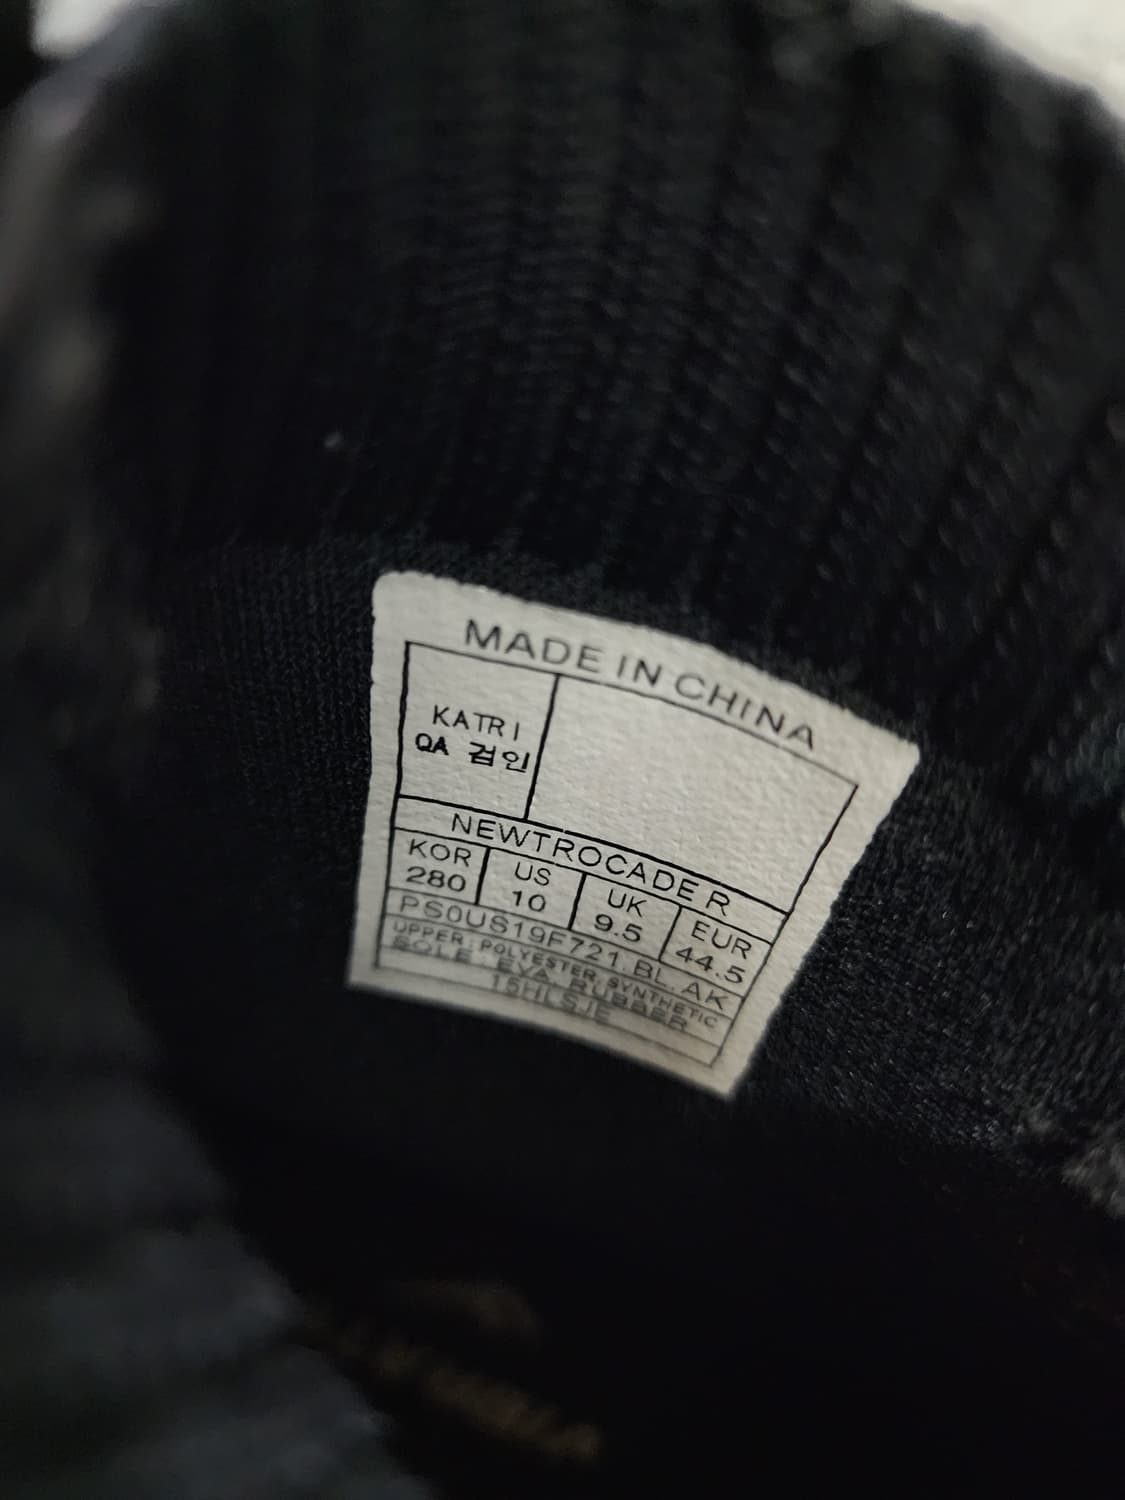 MADE IN CHINA
KATRI
QA 검인
NEWTROCADE R
KOR US UK EUR
280 10 9.5 44.5
PS0US19F721.BL.AK
UPPER : POLYESTER, SYNTHETIC
SOLE : EVA, RUBBER
15HLSJE